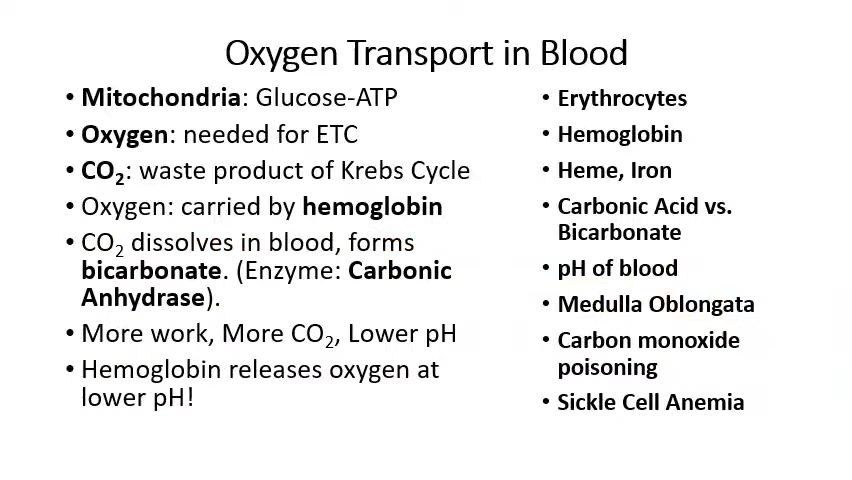 Oxygen Transport in Blood
• Mitochondria: Glucose-ATP
• Oxygen: needed for ETC
• CO₂: waste product of Krebs Cycle
• Oxygen: carried by hemoglobin
• CO₂ dissolves in blood, forms
bicarbonate. (Enzyme: Carbonic
Anhydrase).
• More work, More CO₂, Lower pH
• Hemoglobin releases oxygen at
lower pH!
• Erythrocytes
• Hemoglobin
• Heme, Iron
• Carbonic Acid vs.
Bicarbonate
• pH of blood
• Medulla Oblongata
• Carbon monoxide
poisoning
• Sickle Cell Anemia